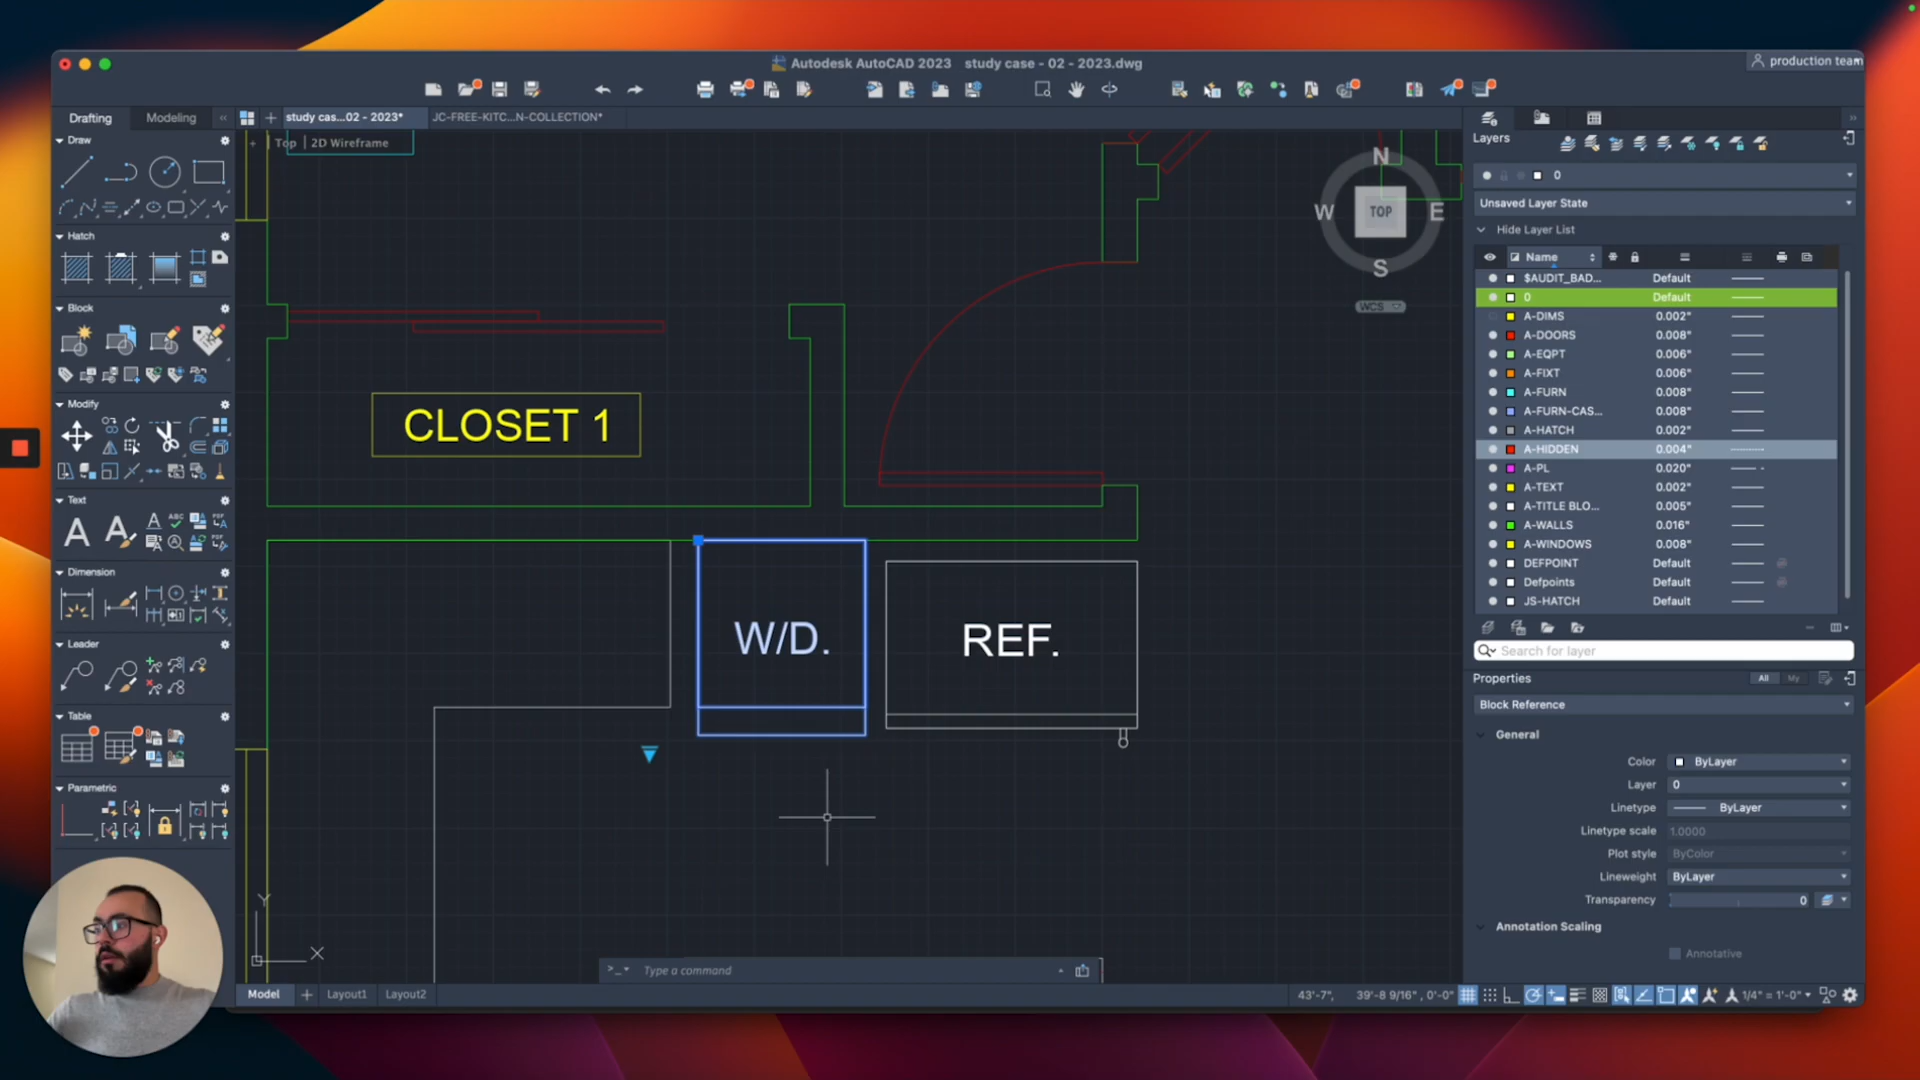 Autodesk AutoCAD 2023 study case - 02 - 2023.dwg
production team
Drafting
Modeling
study cas...02 - 2023*
JC-FREE-KITC...N-COLLECTION*
Draw
Hatch
Block
Modify
Text
Dimension
Leader
Table
Parametric
Top | 2D Wireframe
CLOSET 1
W/D.
REF.
N
W TOP E
S
WCS
Y
X
>_ Type a command
Model
Layout1
Layout2
43'-7", 39'-8 9/16", 0'-0"
1/4" = 1'-0"
Layers
0
Unsaved Layer State
Hide Layer List
Name
$AUDIT_BAD... Default
0 Default
A-DIMS 0.002"
A-DOORS 0.006"
A-EQPT 0.006"
A-FIXT 0.006"
A-FURN 0.008"
A-FURN-CAS... 0.008"
A-HATCH 0.002"
A-HIDDEN 0.004"
A-PL 0.020"
A-TEXT 0.002"
A-TITLE BLO... 0.005"
A-WALLS 0.016"
A-WINDOWS 0.008"
DEFPOINT Default
Defpoints Default
JS-HATCH Default
Search for layer
Properties
All
My
Block Reference
General
Color ByLayer
Layer 0
Linetype ByLayer
Linetype scale 1.0000
Plot style ByColor
Lineweight ByLayer
Transparency 0
Annotation Scaling
Annotative